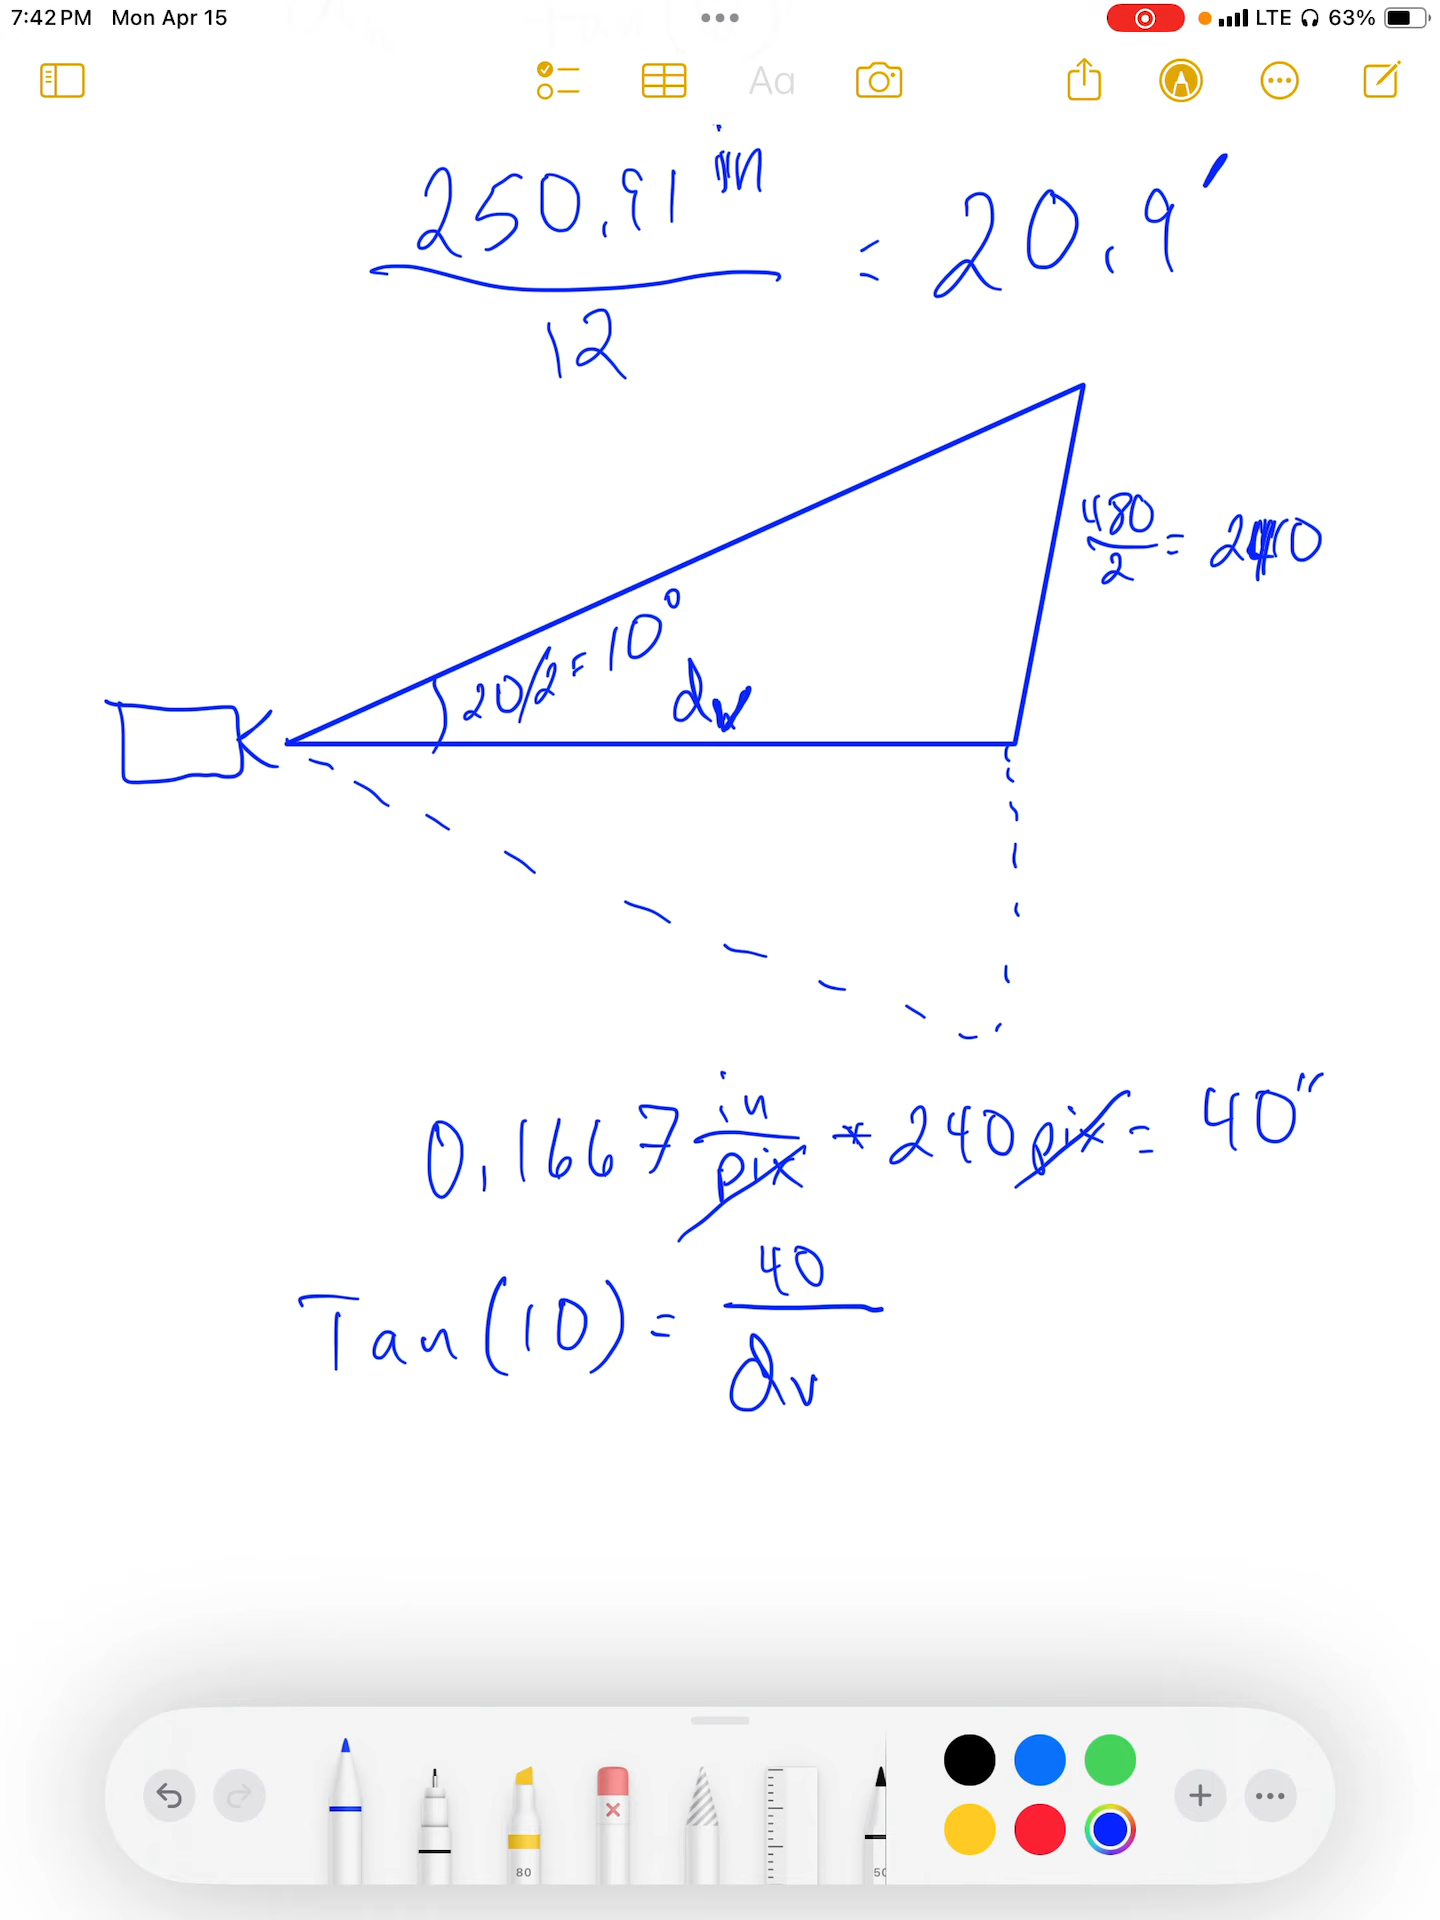 7:42 PM Mon Apr 15
LTE 63%
Aa
250.91 in
12
= 20.9'
480
2
= 240
20/2 = 10°
dv
0.1667 in
pix
* 240 pix = 40"
Tan(10) = 40
dv
80
50